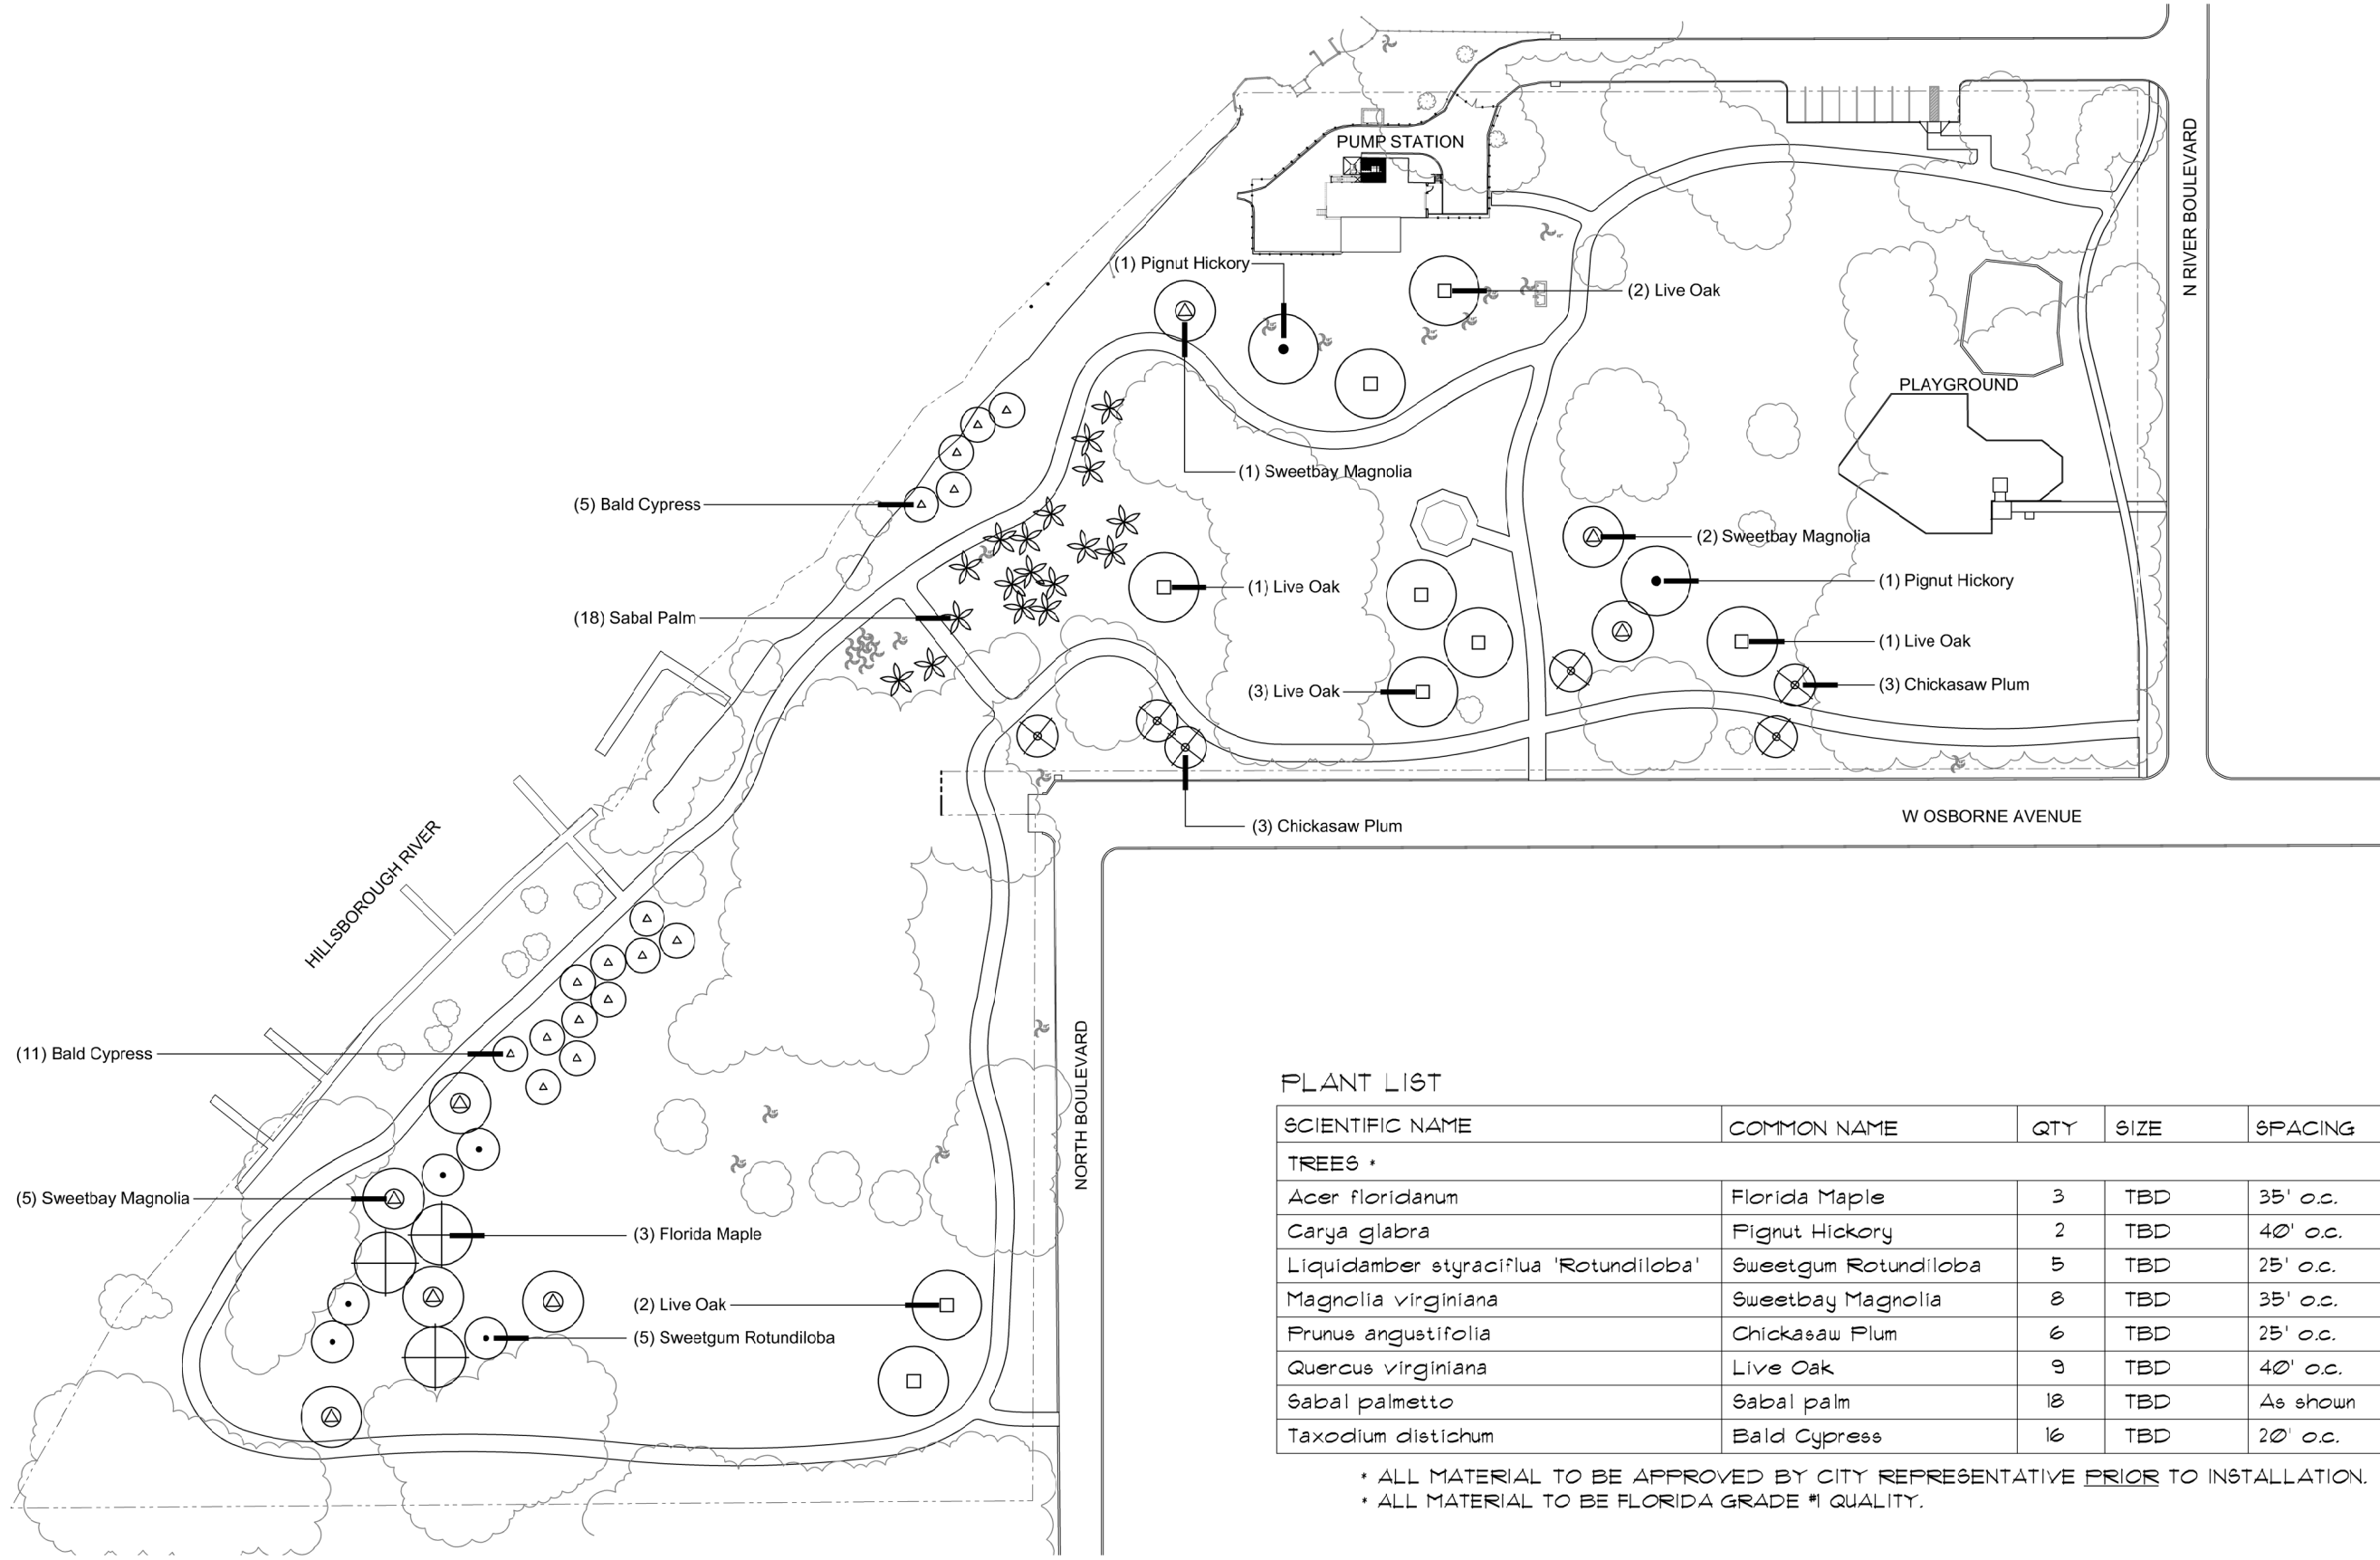 PUMP STATION
N RIVER BOULEVARD
(1) Pignut Hickory
(2) Live Oak
PLAYGROUND
(1) Sweetbay Magnolia
(5) Bald Cypress
(2) Sweetbay Magnolia
(1) Pignut Hickory
(1) Live Oak
(18) Sabal Palm
(1) Live Oak
(3) Live Oak
(3) Chickasaw Plum
W OSBORNE AVENUE
(3) Chickasaw Plum
HILLSBOROUGH RIVER
(11) Bald Cypress
NORTH BOULEVARD
(5) Sweetbay Magnolia
(3) Florida Maple
(2) Live Oak
(5) Sweetgum Rotundiloba
PLANT LIST
SCIENTIFIC NAME COMMON NAME QTY SIZE SPACING
TREES *
Acer floridanum Florida Maple 3 TBD 35' o.c.
Carya glabra Pignut Hickory 2 TBD 40' o.c.
Liquidamber styraciflua 'Rotundiloba' Sweetgum Rotundiloba 5 TBD 25' o.c.
Magnolia virginiana Sweetbay Magnolia 8 TBD 35' o.c.
Prunus angustifolia Chickasaw Plum 6 TBD 25' o.c.
Quercus virginiana Live Oak 9 TBD 40' o.c.
Sabal palmetto Sabal palm 18 TBD As shown
Taxodium distichum Bald Cypress 16 TBD 20' o.c.
* ALL MATERIAL TO BE APPROVED BY CITY REPRESENTATIVE PRIOR TO INSTALLATION.
* ALL MATERIAL TO BE FLORIDA GRADE #1 QUALITY.